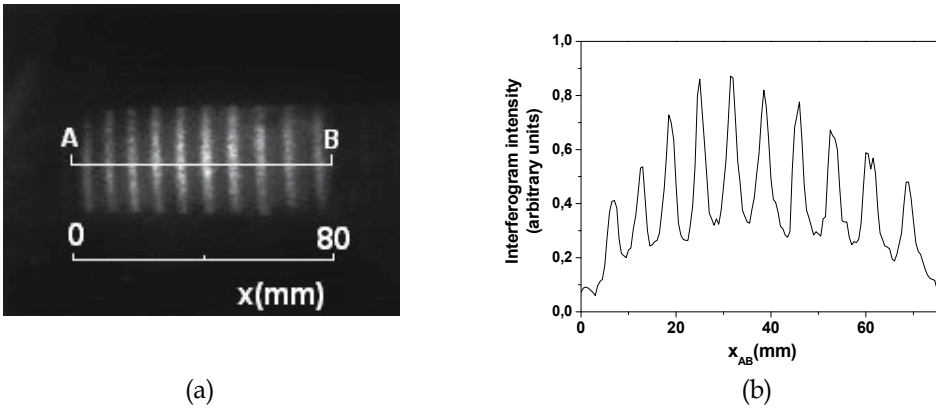 A B
0 80
x(mm)
(a)
Interferogram intensity
(arbitrary units)
1,0
0,8
0,6
0,4
0,2
0,0
0 20 40 60
x_AB(mm)
(b)